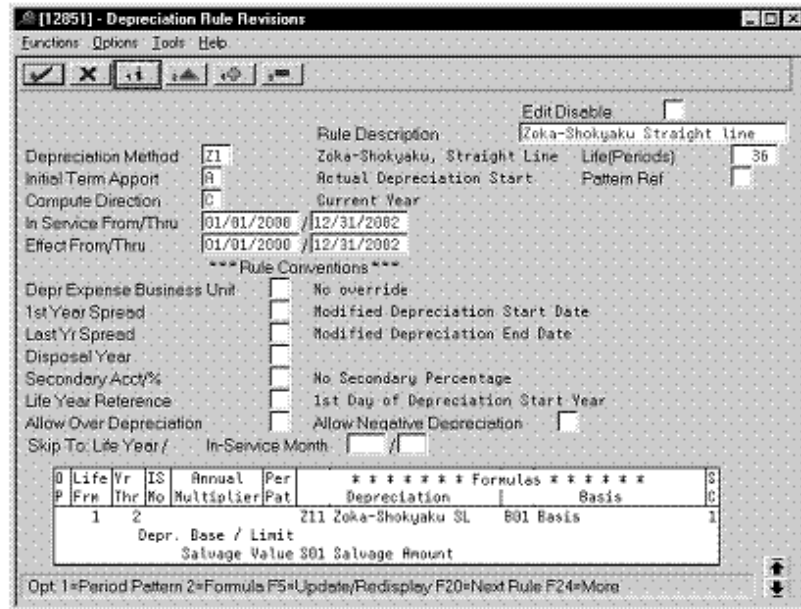 [12851] - Depreciation Rule Revisions
Functions Options Tools Help
Edit Disable
Rule Description Zoka-Shokyaku Straight line
Depreciation Method Z1 Zoka-Shokyaku, Straight Line Life(Periods) 36
Initial Term Apport A Actual Depreciation Start Pattern Ref
Compute Direction C Current Year
In Service From/Thru 01/01/2000 / 12/31/2002
Effect From/Thru 01/01/2000 / 12/31/2002
***Rule Conventions***
Depr Expense Business Unit No override
1st Year Spread Modified Depreciation Start Date
Last Yr Spread Modified Depreciation End Date
Disposal Year
Secondary Acct/% No Secondary Percentage
Life Year Reference 1st Day of Depreciation Start Year
Allow Over Depreciation Allow Negative Depreciation
Skip To: Life Year / In-Service Month /
O Life Yr IS Annual Per * * * * * * * Formulas * * * * * * S
P Frm Thr Mo Multiplier Pat Depreciation | Basis C
1 2 Z11 Zoka-Shokyaku SL B01 Basis 1
Depr. Base / Limit
Salvage Value S01 Salvage Amount
Opt: 1=Period Pattern 2=Formula F5=Update/Redisplay F20=Next Rule F24=More